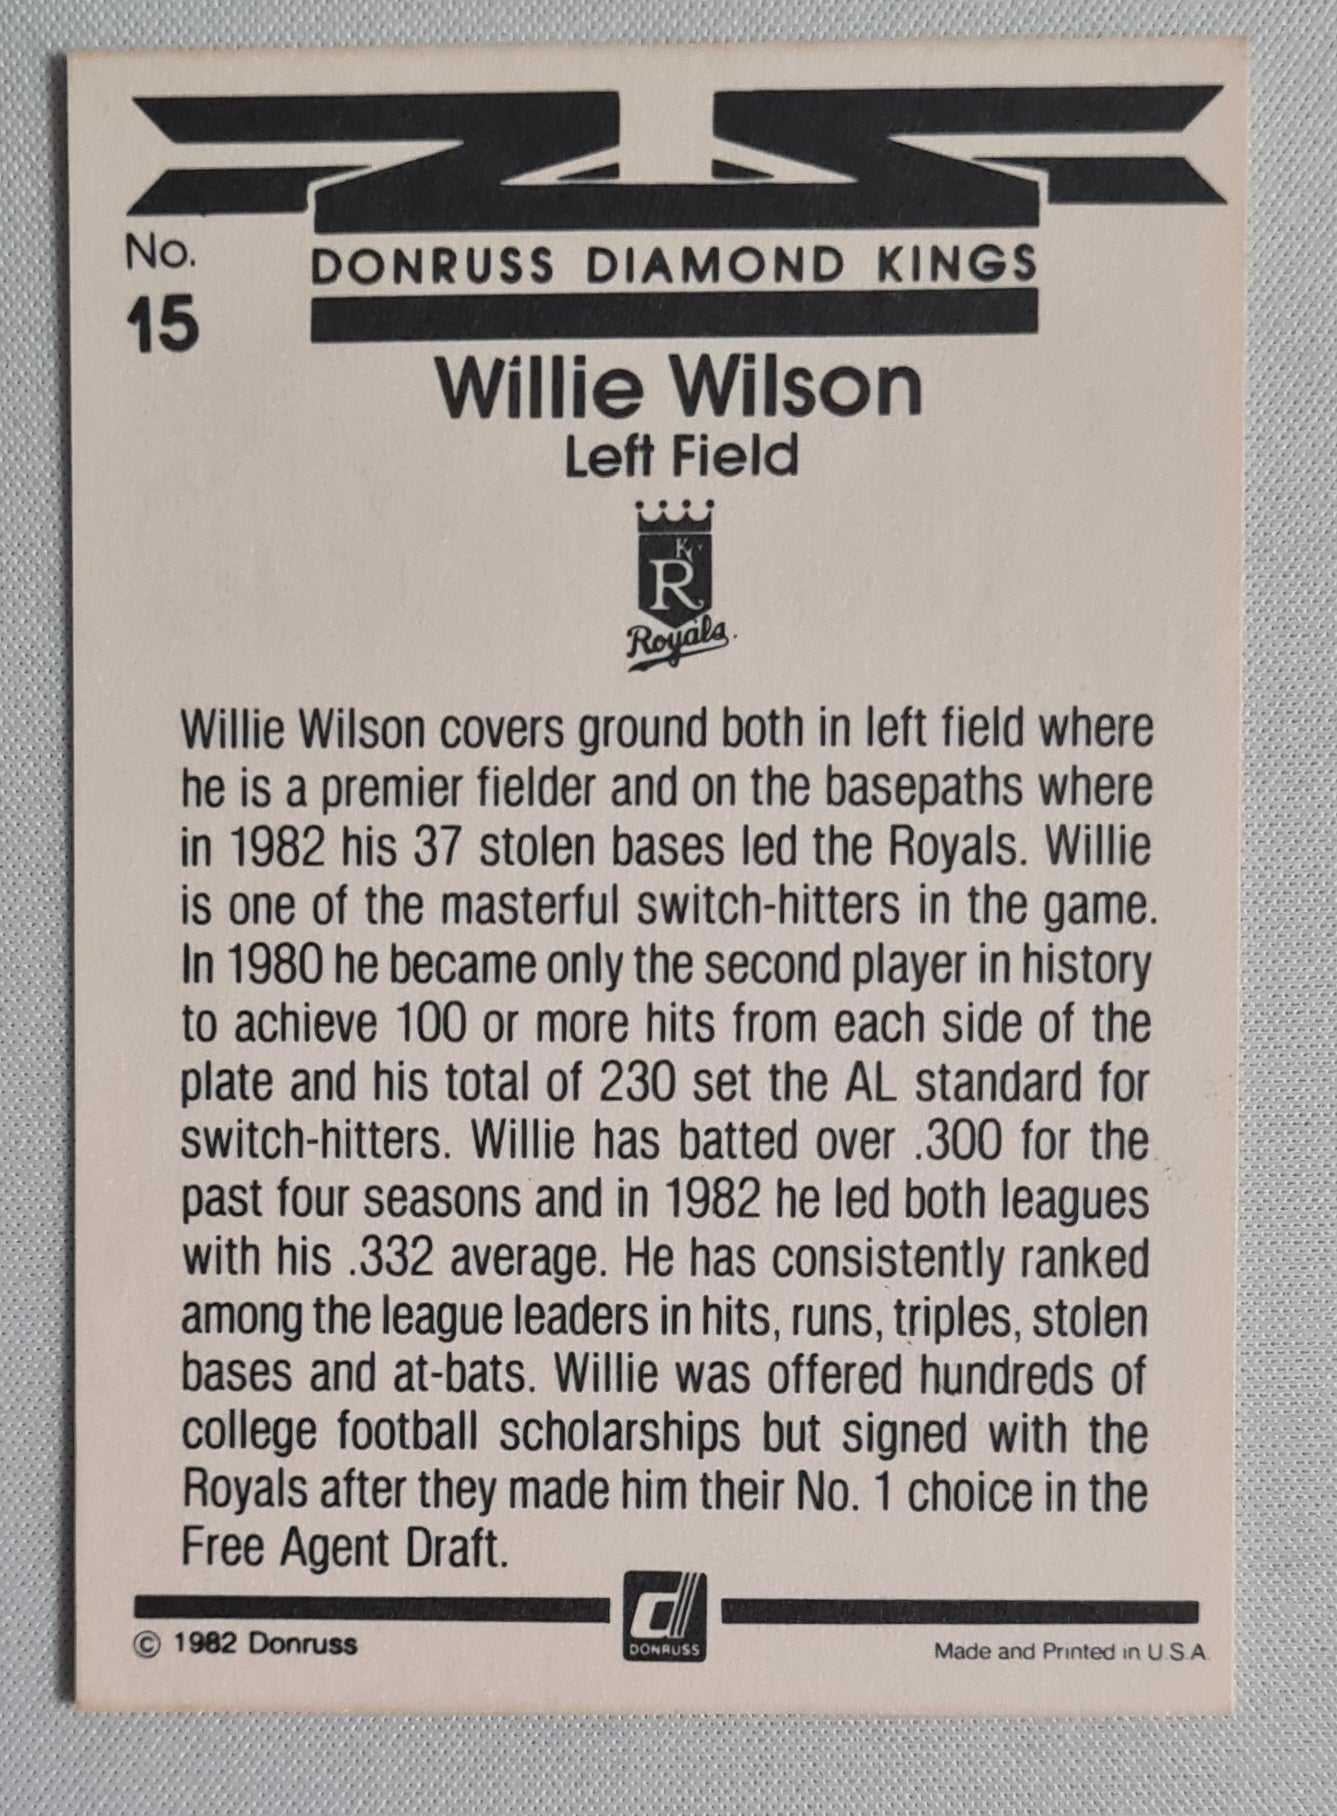 No.
15
DONRUSS DIAMOND KINGS
Willie Wilson
Left Field
K
R
Royals
Willie Wilson covers ground both in left field where
he is a premier fielder and on the basepaths where
in 1982 his 37 stolen bases led the Royals. Willie
is one of the masterful switch-hitters in the game.
In 1980 he became only the second player in history
to achieve 100 or more hits from each side of the
plate and his total of 230 set the AL standard for
switch-hitters. Willie has batted over .300 for the
past four seasons and in 1982 he led both leagues
with his .332 average. He has consistently ranked
among the league leaders in hits, runs, triples, stolen
bases and at-bats. Willie was offered hundreds of
college football scholarships but signed with the
Royals after they made him their No. 1 choice in the
Free Agent Draft.
d
DONRUSS
© 1982 Donruss
Made and Printed in U.S.A.